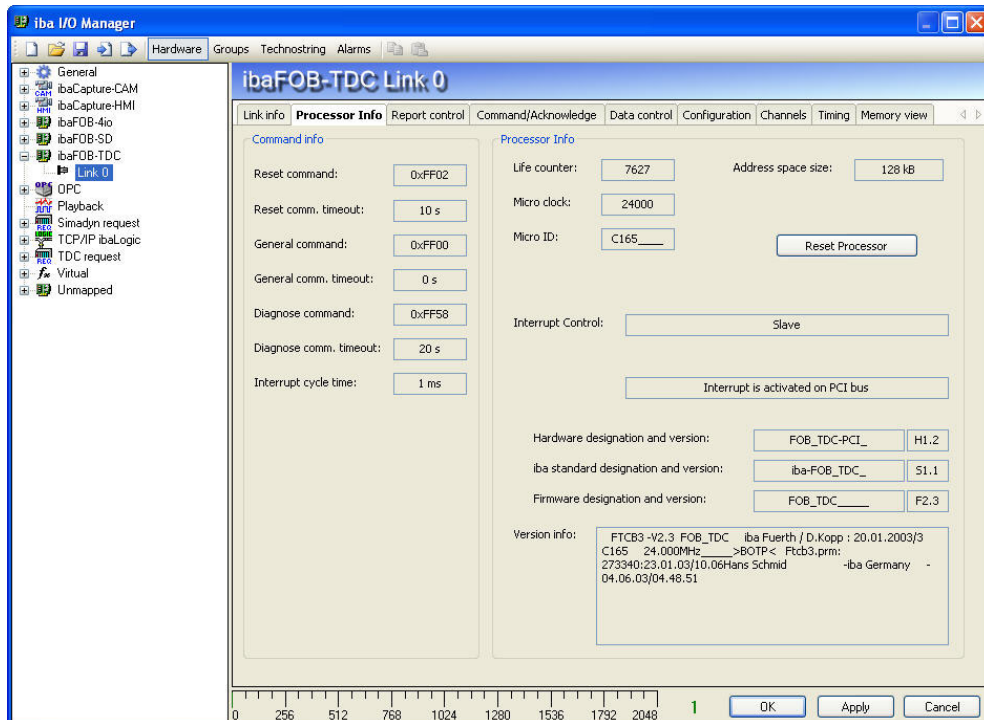 iba I/O Manager
Hardware Groups Technostring Alarms
General
ibaCapture-CAM
ibaCapture-HMI
ibaFOB-4io
ibaFOB-SD
ibaFOB-TDC
Link 0
OPC
Playback
Simadyn request
TCP/IP ibaLogic
TDC request
Virtual
Unmapped
ibaFOB-TDC Link 0
Link info Processor Info Report control Command/Acknowledge Data control Configuration Channels Timing Memory view
Command info
Reset command: 0xFF02
Reset comm. timeout: 10 s
General command: 0xFF00
General comm. timeout: 0 s
Diagnose command: 0xFF58
Diagnose comm. timeout: 20 s
Interrupt cycle time: 1 ms
Processor Info
Life counter: 7627 Address space size: 128 kB
Micro clock: 24000
Micro ID: C165____ Reset Processor
Interrupt Control: Slave
Interrupt is activated on PCI bus
Hardware designation and version: FOB_TDC-PCI_ H1.2
iba standard designation and version: iba-FOB_TDC_ S1.1
Firmware designation and version: FOB_TDC_____ F2.3
Version info: FTCB3 -V2.3 FOB_TDC iba Fuerth / D.Kopp : 20.01.2003/3
C165 24.000MHz_____>BOTP< Ftcb3.prm:
273340:23.01.03/10.06Hans Schmid -iba Germany -
04.06.03/04.48.51
0 256 512 768 1024 1280 1536 1792 2048 1 OK Apply Cancel